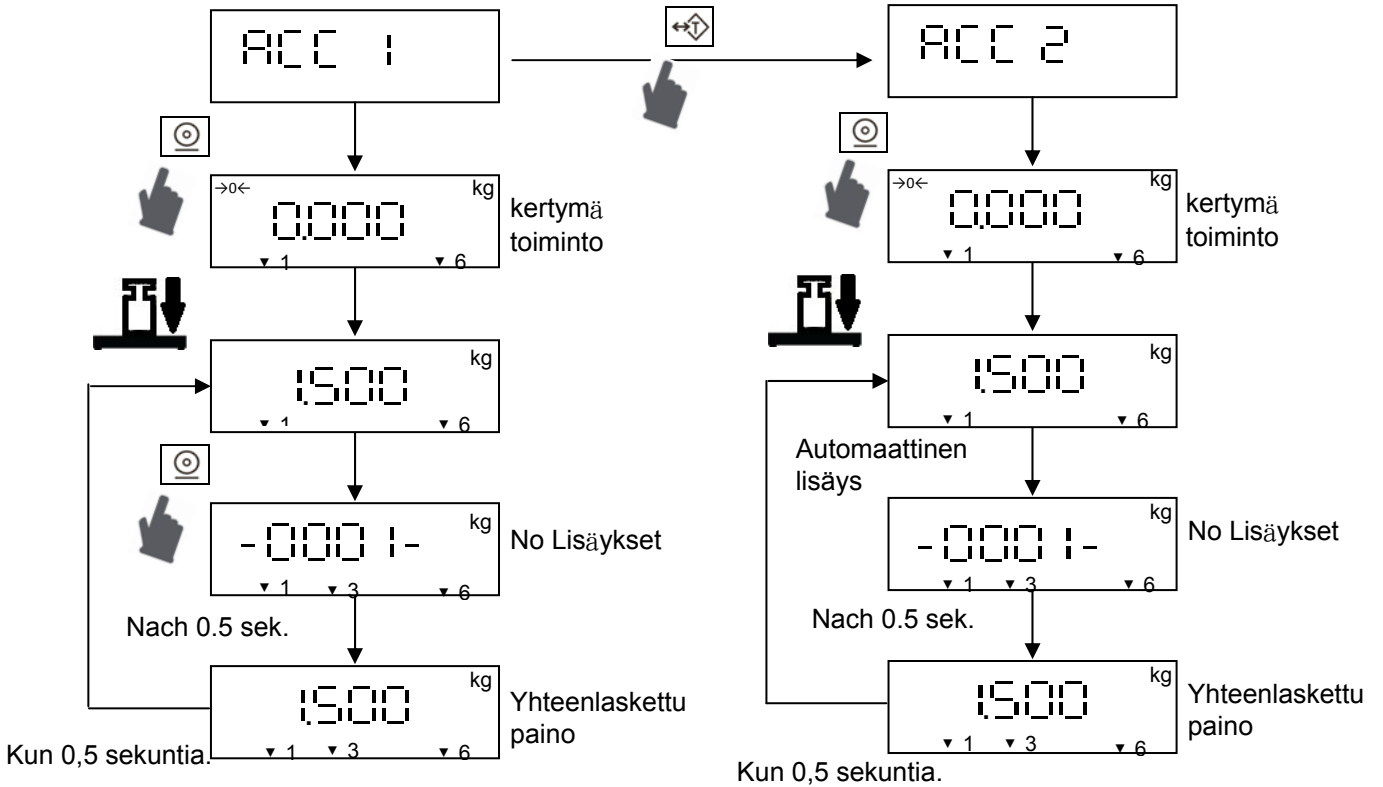 ACC 1
ACC 2
→0← kg
0.000
▼ 1 ▼ 6
kertymä
toiminto
→0← kg
0.000
▼ 1 ▼ 6
kertymä
toiminto
kg
1.500
▼ 1 ▼ 6
kg
1.500
▼ 1 ▼ 6
Automaattinen
lisäys
kg
-0001-
▼ 1 ▼ 3 ▼ 6
No Lisäykset
kg
-0001-
▼ 1 ▼ 3 ▼ 6
No Lisäykset
Nach 0.5 sek.
Nach 0.5 sek.
kg
1.500
▼ 1 ▼ 3 ▼ 6
Yhteenlaskettu
paino
kg
1.500
▼ 1 ▼ 3 ▼ 6
Yhteenlaskettu
paino
Kun 0,5 sekuntia.
Kun 0,5 sekuntia.